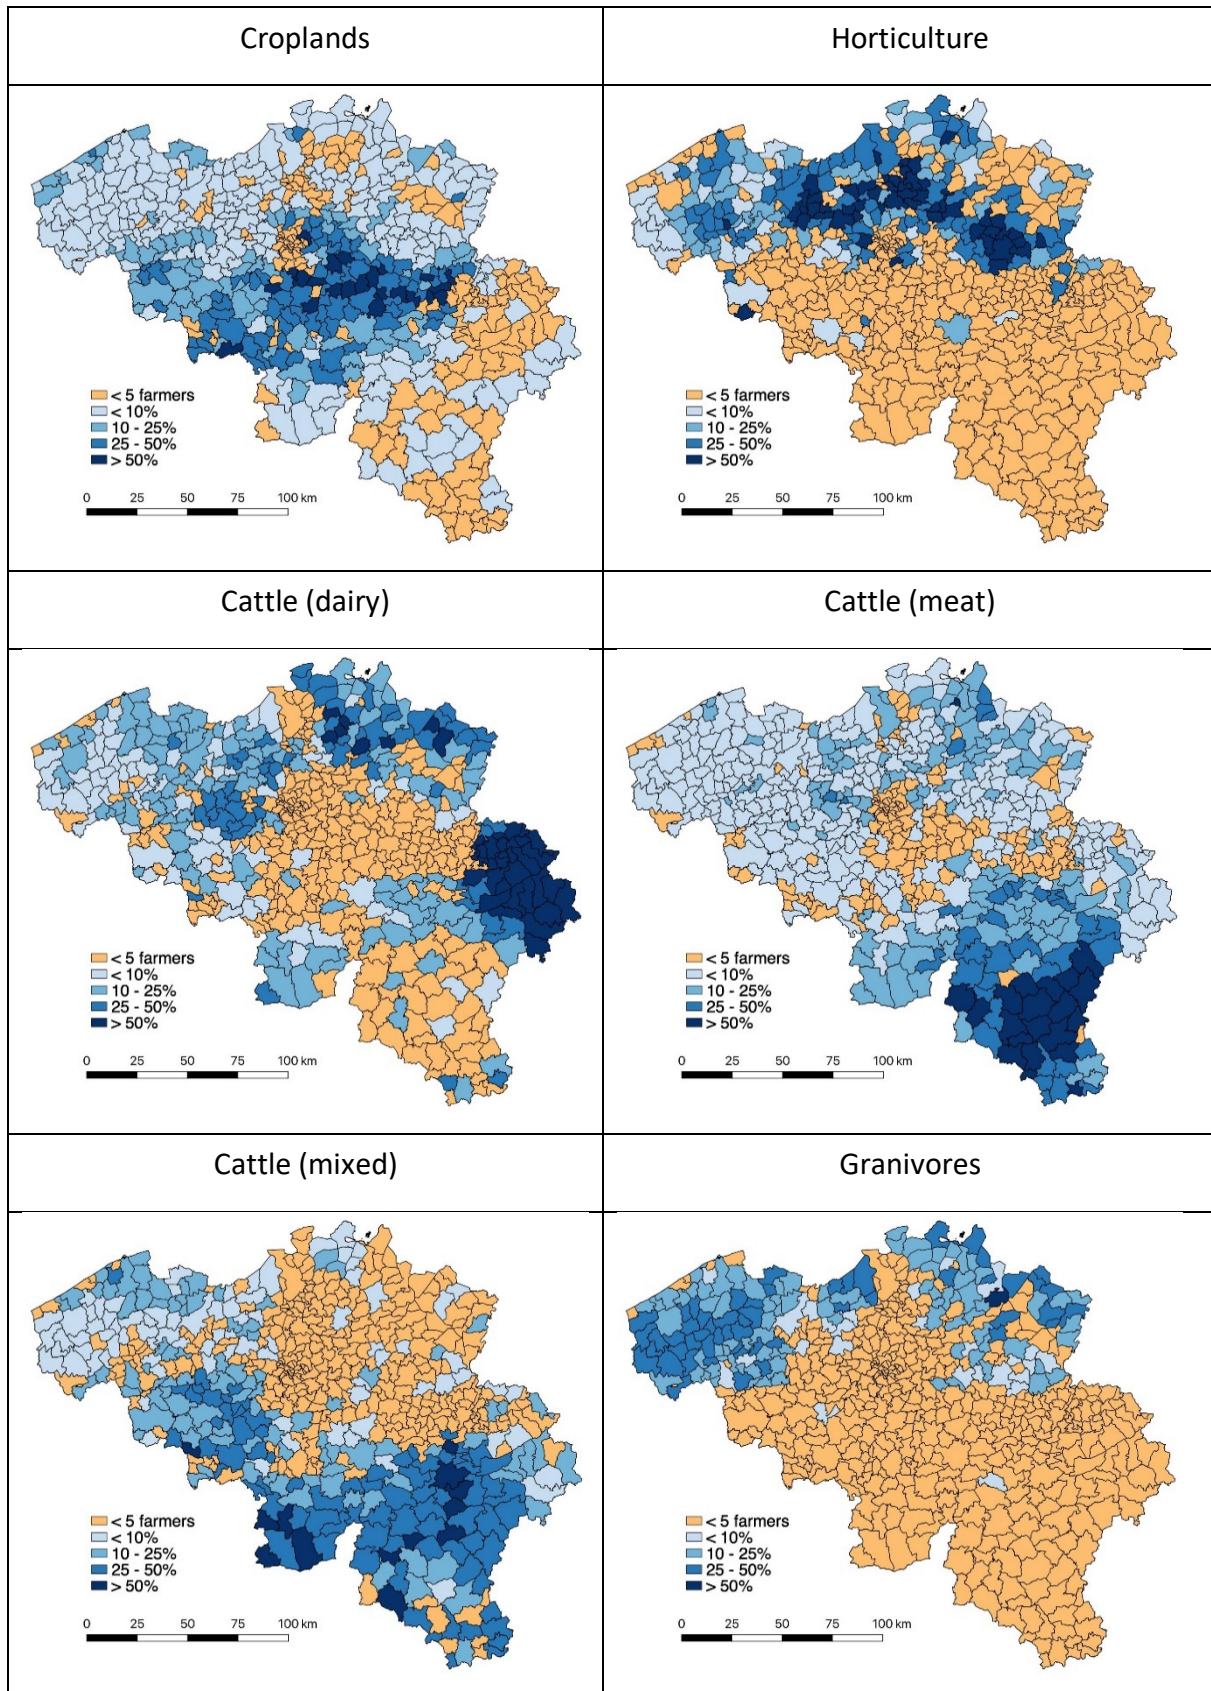 Croplands
Horticulture
< 5 farmers
< 10%
10 - 25%
25 - 50%
> 50%
0 25 50 75 100 km
< 5 farmers
< 10%
10 - 25%
25 - 50%
> 50%
0 25 50 75 100 km
Cattle (dairy)
Cattle (meat)
< 5 farmers
< 10%
10 - 25%
25 - 50%
> 50%
0 25 50 75 100 km
< 5 farmers
< 10%
10 - 25%
25 - 50%
> 50%
0 25 50 75 100 km
Cattle (mixed)
Granivores
< 5 farmers
< 10%
10 - 25%
25 - 50%
> 50%
0 25 50 75 100 km
< 5 farmers
< 10%
10 - 25%
25 - 50%
> 50%
0 25 50 75 100 km